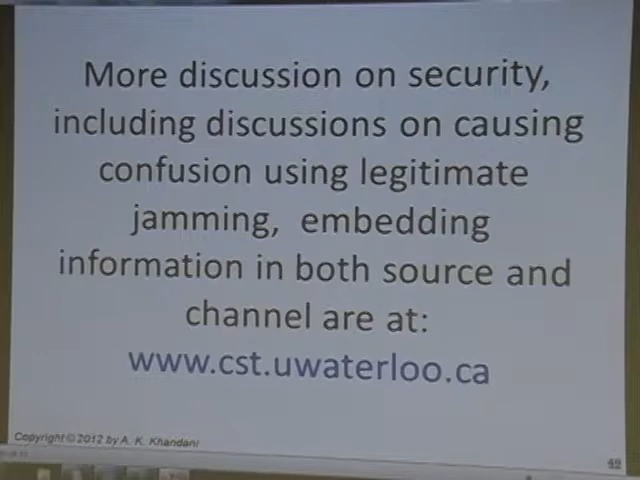 More discussion on security,
including discussions on causing
confusion using legitimate
jamming, embedding
information in both source and
channel are at:
www.cst.uwaterloo.ca
Copyright © 2012 by A. K. Khandani